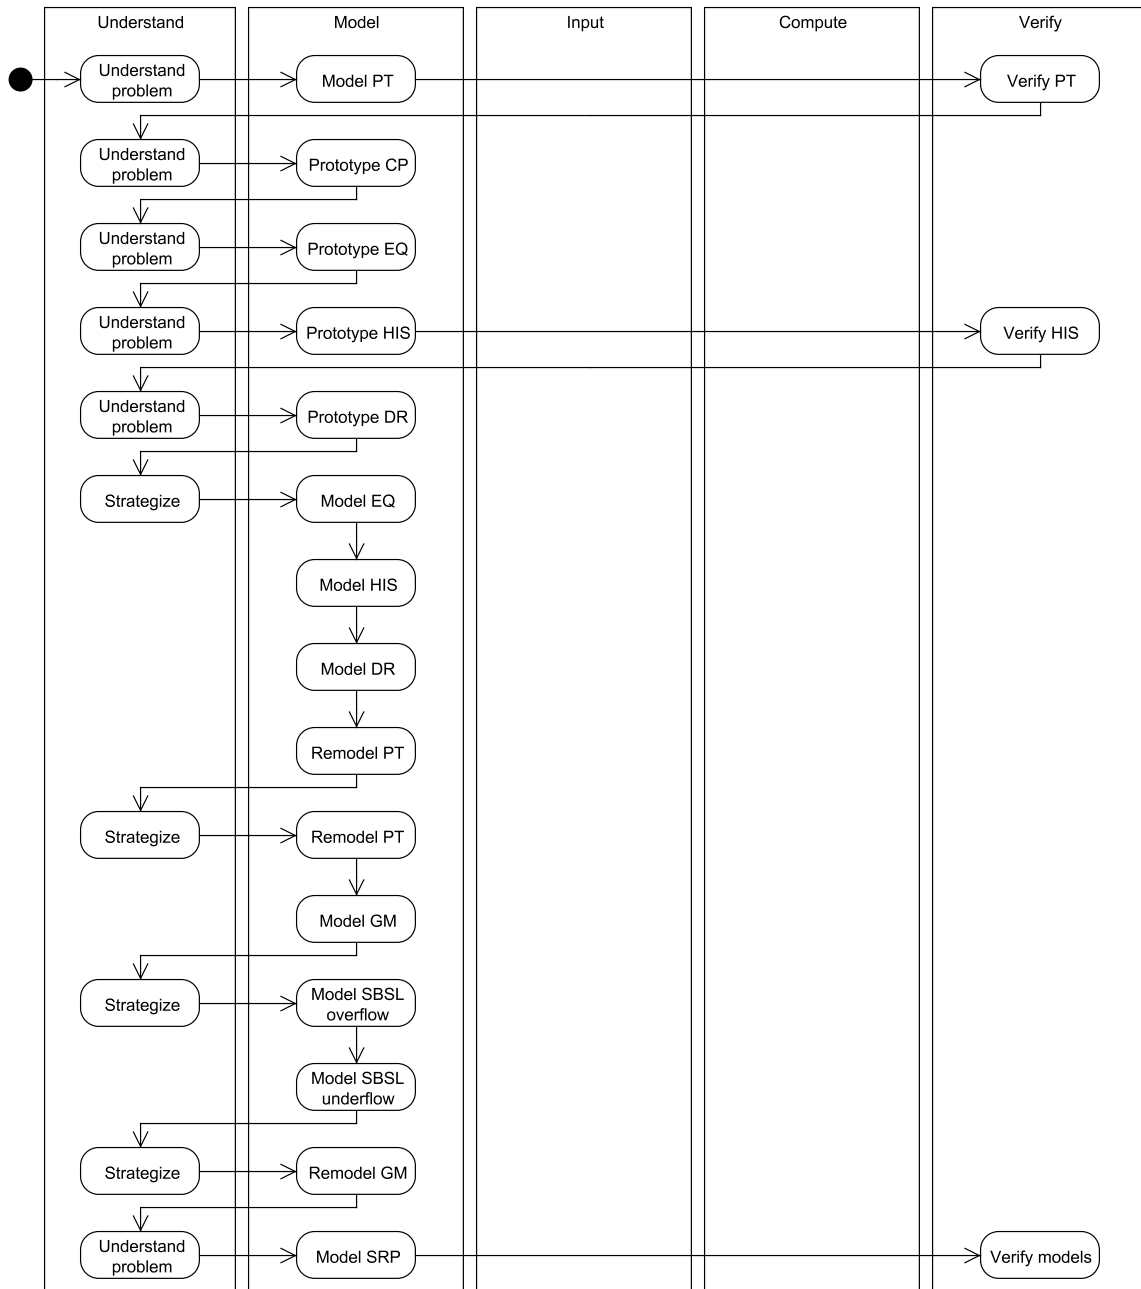 Understand
Model
Input
Compute
Verify
Understand
problem
Model PT
Verify PT
Understand
problem
Prototype CP
Understand
problem
Prototype EQ
Understand
problem
Prototype HIS
Verify HIS
Understand
problem
Prototype DR
Strategize
Model EQ
Model HIS
Model DR
Remodel PT
Strategize
Remodel PT
Model GM
Strategize
Model SBSL
overflow
Model SBSL
underflow
Strategize
Remodel GM
Understand
problem
Model SRP
Verify models